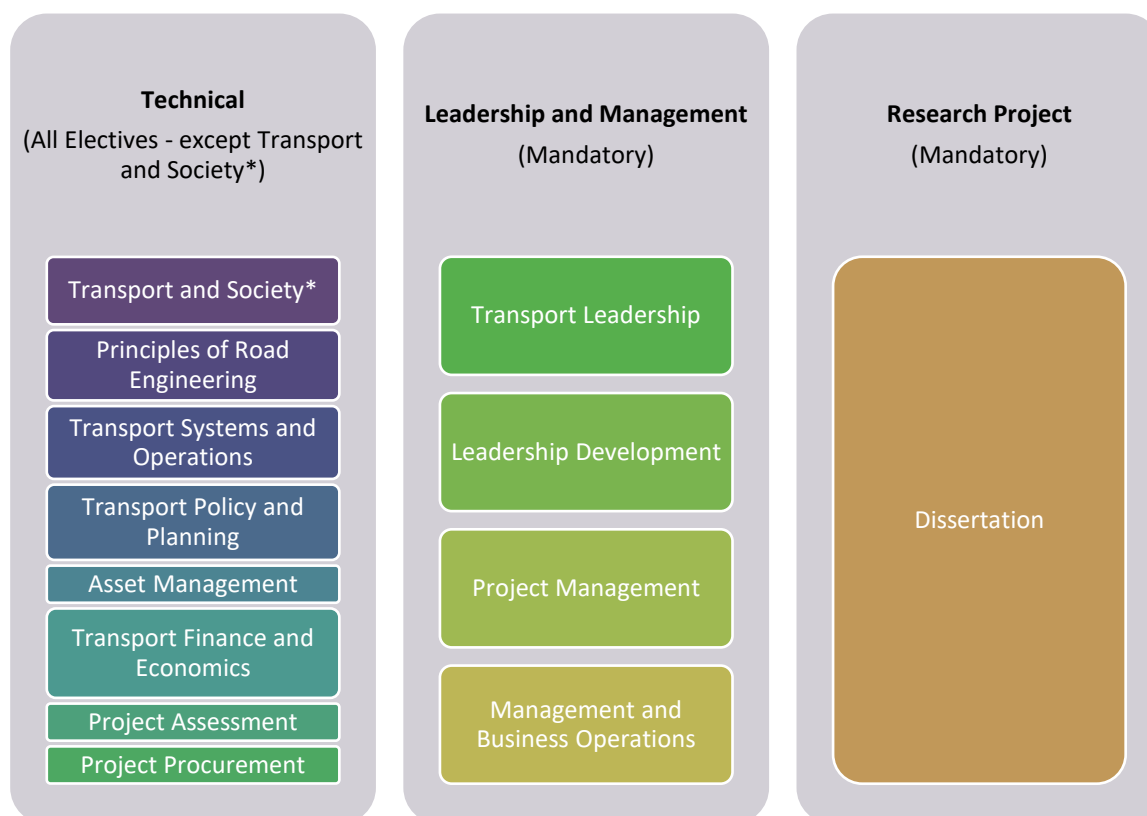 Technical
(All Electives - except Transport
and Society*)
Transport and Society*
Principles of Road
Engineering
Transport Systems and
Operations
Transport Policy and
Planning
Asset Management
Transport Finance and
Economics
Project Assessment
Project Procurement
Leadership and Management
(Mandatory)
Transport Leadership
Leadership Development
Project Management
Management and
Business Operations
Research Project
(Mandatory)
Dissertation